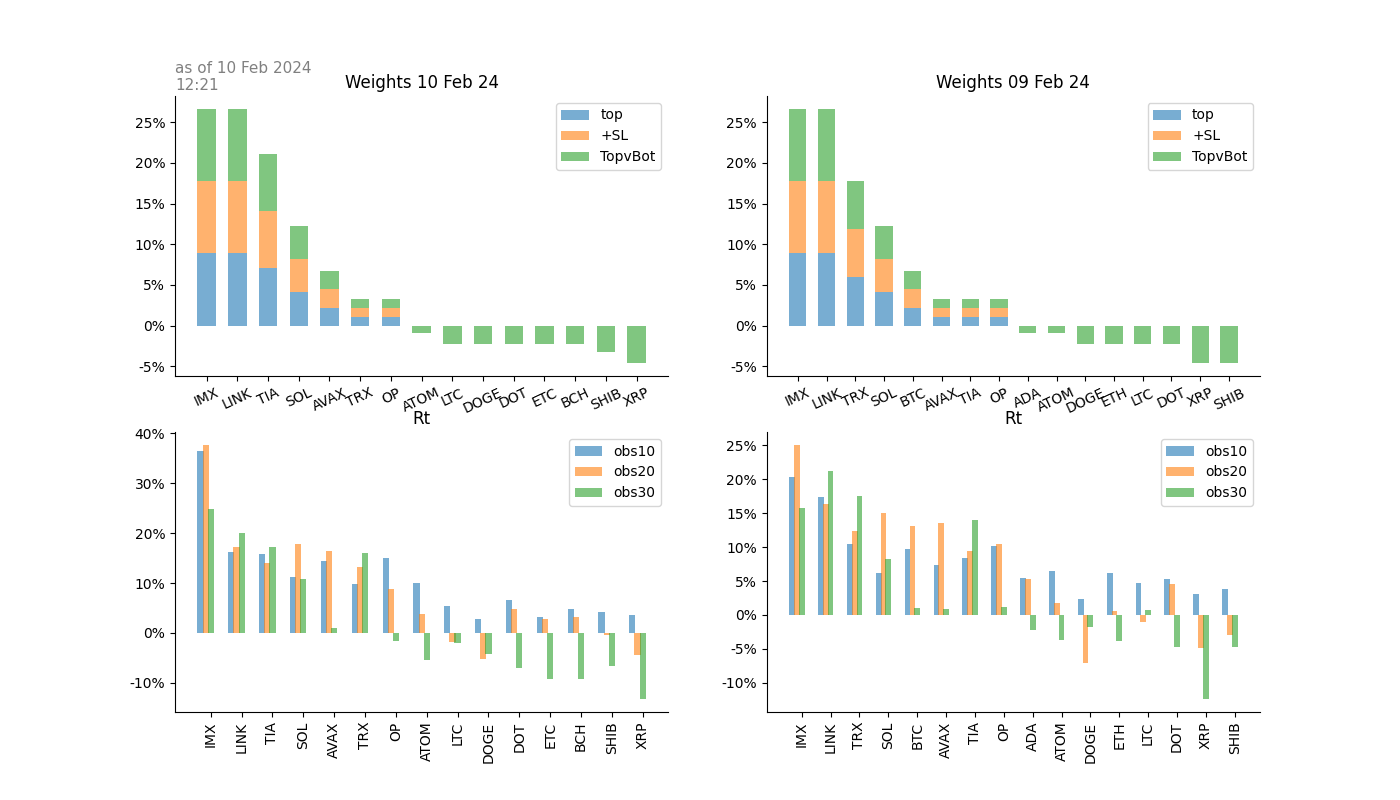 as of 10 Feb 2024
12:21
Weights 10 Feb 24
25%
20%
15%
10%
5%
0%
-5%
top
+SL
TopvBot
IMX LINK TIA SOL AVAX TRX OP ATOM LTC DOGE DOT ETC BCH SHIB XRP
Weights 09 Feb 24
25%
20%
15%
10%
5%
0%
-5%
top
+SL
TopvBot
IMX LINK TRX SOL BTC AVAX TIA OP ADA ATOM DOGE ETH LTC DOT XRP SHIB
Rt
40%
30%
20%
10%
0%
-10%
obs10
obs20
obs30
IMX LINK TIA SOL AVAX TRX OP ATOM LTC DOGE DOT ETC BCH SHIB XRP
Rt
25%
20%
15%
10%
5%
0%
-5%
-10%
obs10
obs20
obs30
IMX LINK TRX SOL BTC AVAX TIA OP ADA ATOM DOGE ETH LTC DOT XRP SHIB